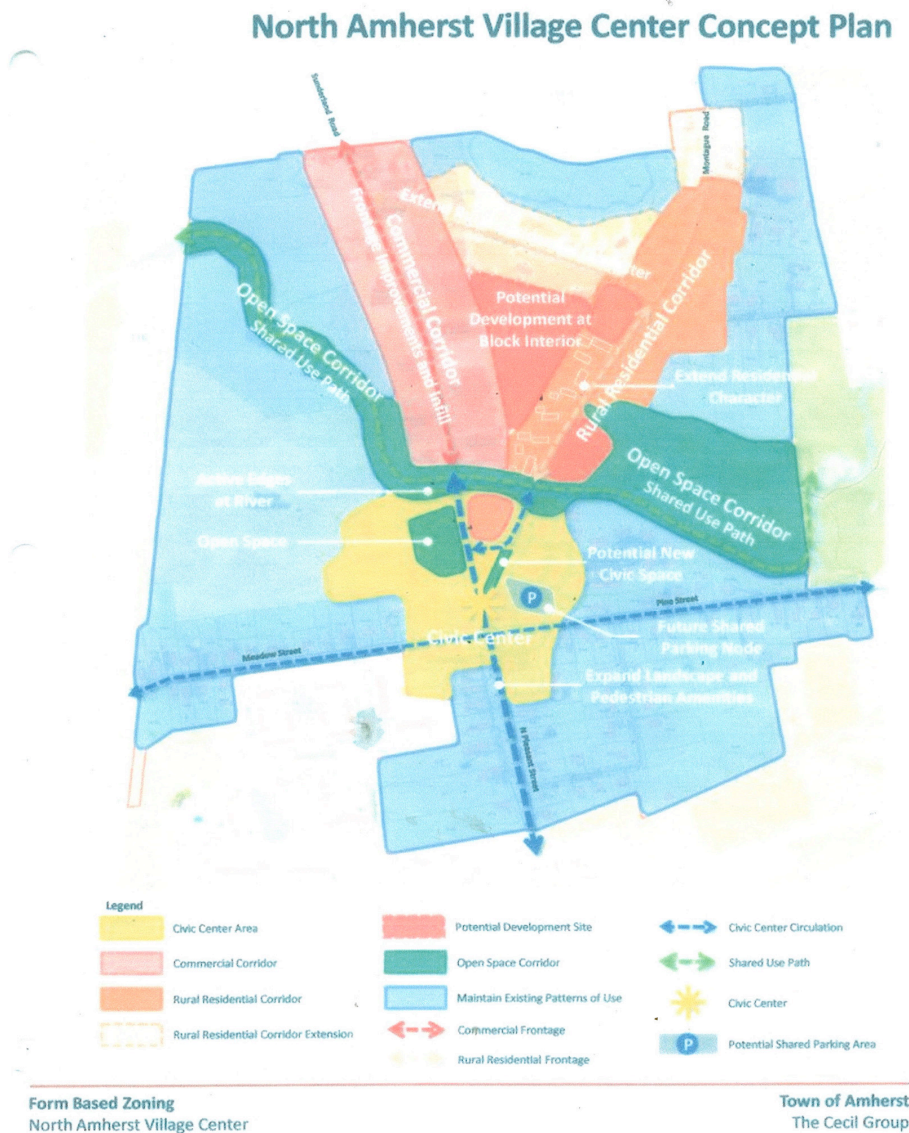 North Amherst Village Center Concept Plan
Sunderland Road
Montague Road
Commercial Corridor
Frontage Improvements and Infill
Extend
Potential
Development at
Block Interior
Rural Residential Corridor
Extend Residential
Character
Open Space Corridor
Shared Use Path
Open Space Corridor
Shared Use Path
Active Edges
at River
Open Space
Potential New
Civic Space
P
Pine Street
Future Shared
Parking Node
Civic Center
Meadow Street
Expand Landscape and
Pedestrian Amenities
N Pleasant Street
Legend
Civic Center Area
Commercial Corridor
Rural Residential Corridor
Rural Residential Corridor Extension
Potential Development Site
Open Space Corridor
Maintain Existing Patterns of Use
Commercial Frontage
Rural Residential Frontage
Civic Center Circulation
Shared Use Path
Civic Center
P
Potential Shared Parking Area
Form Based Zoning
North Amherst Village Center
Town of Amherst
The Cecil Group